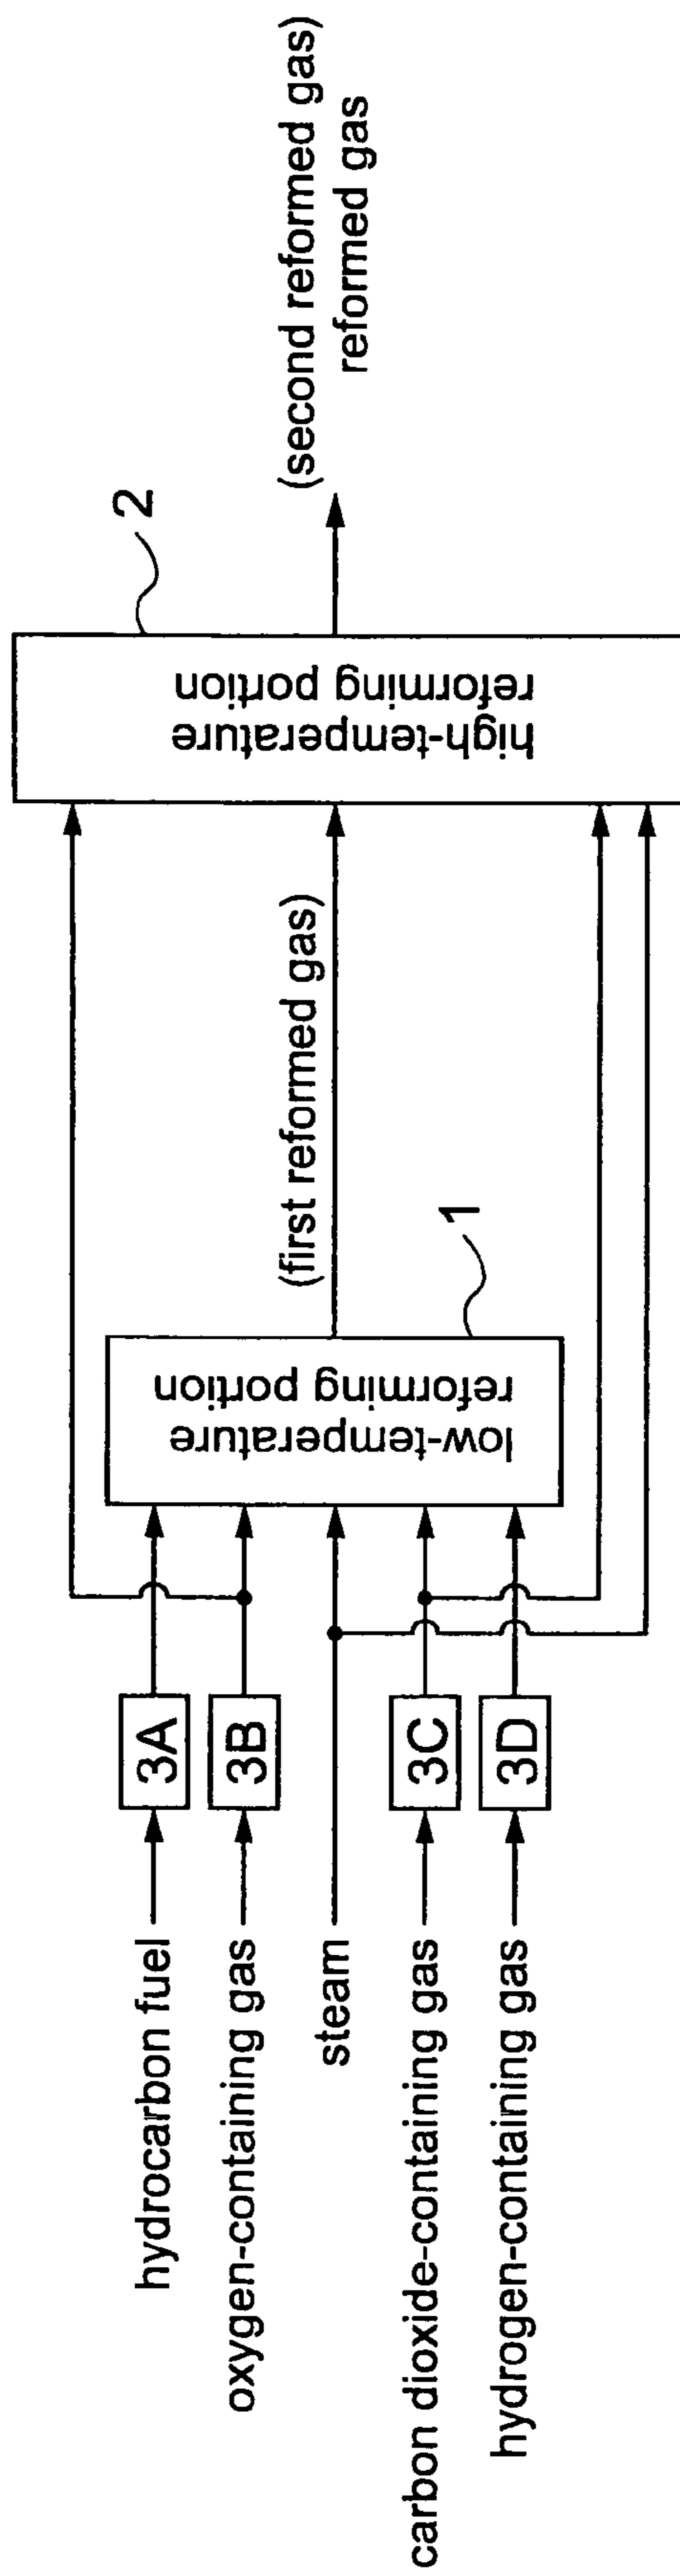 hydrocarbon fuel
oxygen-containing gas
steam
carbon dioxide-containing gas
hydrogen-containing gas
3A
3B
3C
3D
low-temperature
reforming portion
1
(first reformed gas)
high-temperature
reforming portion
2
(second reformed gas)
reformed gas